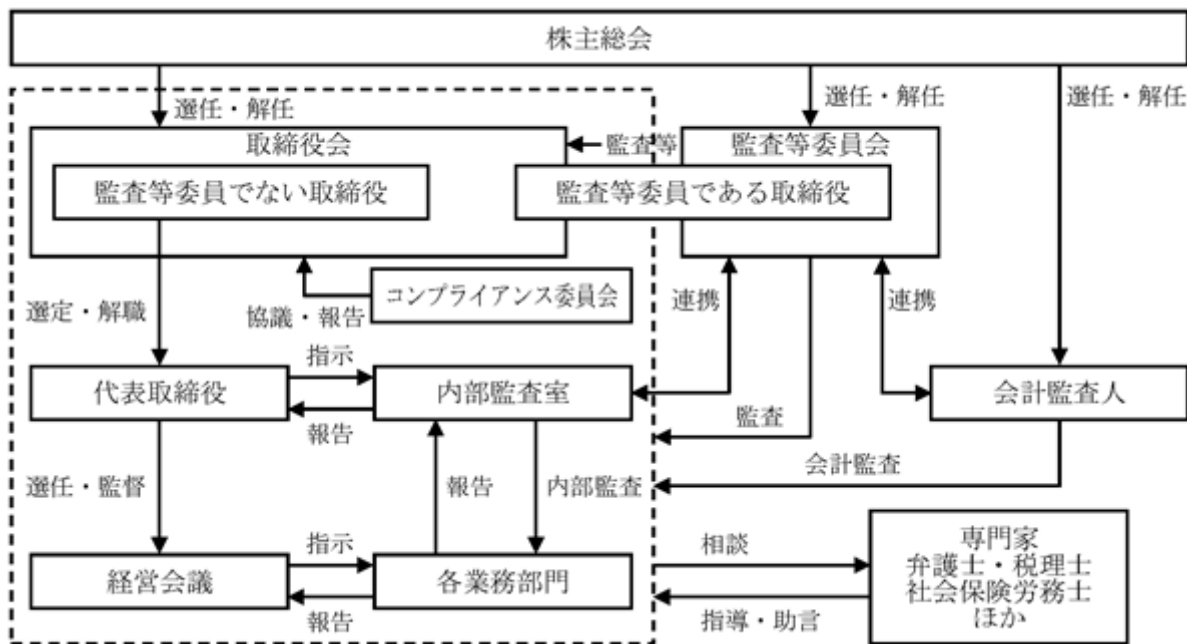 株主総会
選任・解任
選任・解任
選任・解任
取締役会
監査等
監査等委員会
監査等委員でない取締役
監査等委員である取締役
コンプライアンス委員会
協議・報告
選定・解職
連携
連携
指示
代表取締役
内部監査室
会計監査人
報告
監査
会計監査
選任・監督
報告
内部監査
指示
相談
経営会議
各業務部門
報告
指導・助言
専門家
弁護士・税理士
社会保険労務士
ほか